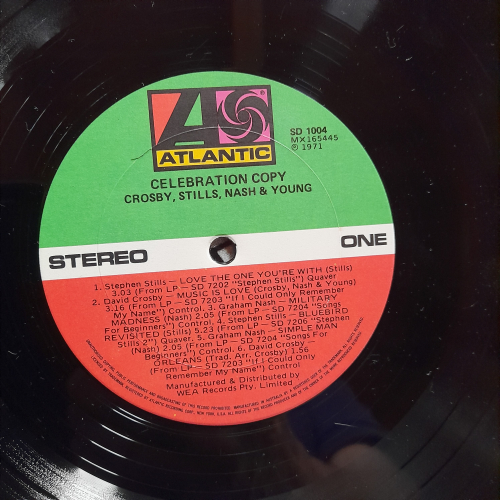 ATLANTIC
®
SD 1004
MX165445
℗ 1971
CELEBRATION COPY
CROSBY, STILLS, NASH & YOUNG
STEREO
ONE
1. Stephen Stills — LOVE THE ONE YOU'RE WITH (Stills)
3.03 (From LP — SD 7202 "Stephen Stills") Quaver
2. David Crosby — MUSIC IS LOVE (Crosby, Nash & Young)
3.16 (From LP — SD 7203 "If I Could Only Remember
My Name") Control, 3. Graham Nash — MILITARY
MADNESS (Nash) 2.05 (From LP — SD 7204 "Songs
For Beginners") Control, 4. Stephen Stills — BLUEBIRD
REVISITED (Stills) 5.23 (From LP — SD 7206 "Stephen
Stills 2") Quaver, 5. Graham Nash — SIMPLE MAN
(Nash) 2.05 (From LP — SD 7204 "Songs For
Beginners") Control, 6. David Crosby —
ORLEANS (Trad. Arr. Crosby) 1.56
(From LP — SD 7203 "If I Could Only
Remember My Name") Control
Manufactured & Distributed by
WEA Records Pty. Limited